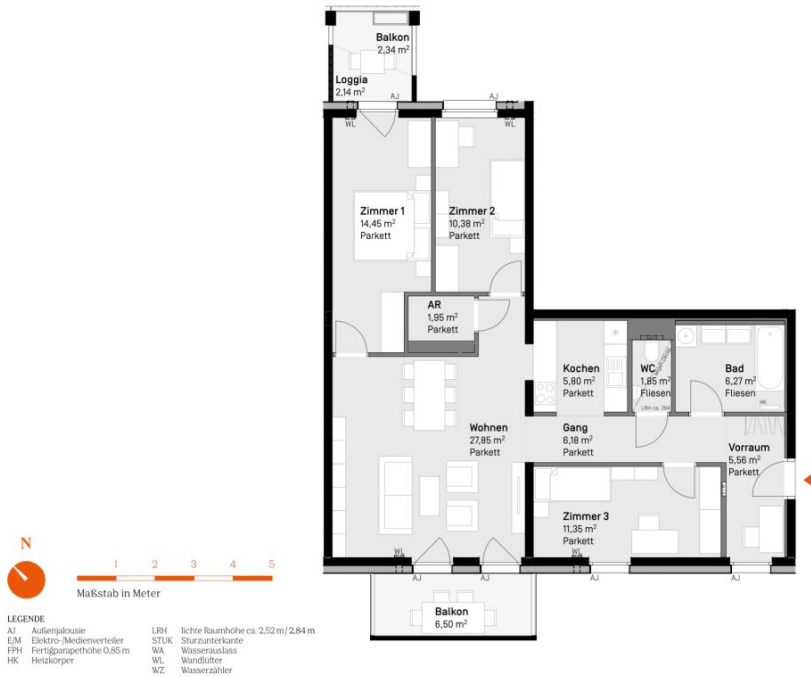 Balkon
2,34 m²
Loggia
2,14 m²
AJ
AJ
WL
WL
Zimmer 1
14,45 m²
Parkett
Zimmer 2
10,38 m²
Parkett
AR
1,95 m²
Parkett
Kochen
5,80 m²
Parkett
WC
1,85 m²
Fliesen
LRH ca. 264
Bad
6,27 m²
Fliesen
HK
Wohnen
27,85 m²
Parkett
Gang
6,18 m²
Parkett
Vorraum
5,56 m²
Parkett
Zimmer 3
11,35 m²
Parkett
WL
WL
AJ
AJ
AJ
AJ
Balkon
6,50 m²
N
1 2 3 4 5
Maßstab in Meter
LEGENDE
AJ Außenjalousie
E/M Elektro-/Medienverteiler
FPH Fertigparapethöhe 0,85 m
HK Heizkörper
LRH lichte Raumhöhe ca. 2,52 m / 2,84 m
STUK Sturzunterkante
WA Wasserauslass
WL Wandlüfter
WZ Wasserzähler